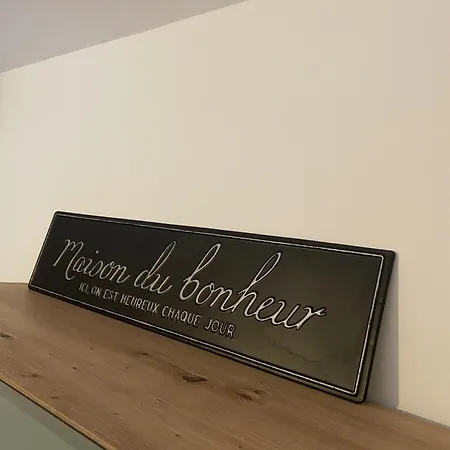 Maison du bonheur
ICI, ON EST HEUREUX CHAQUE JOUR